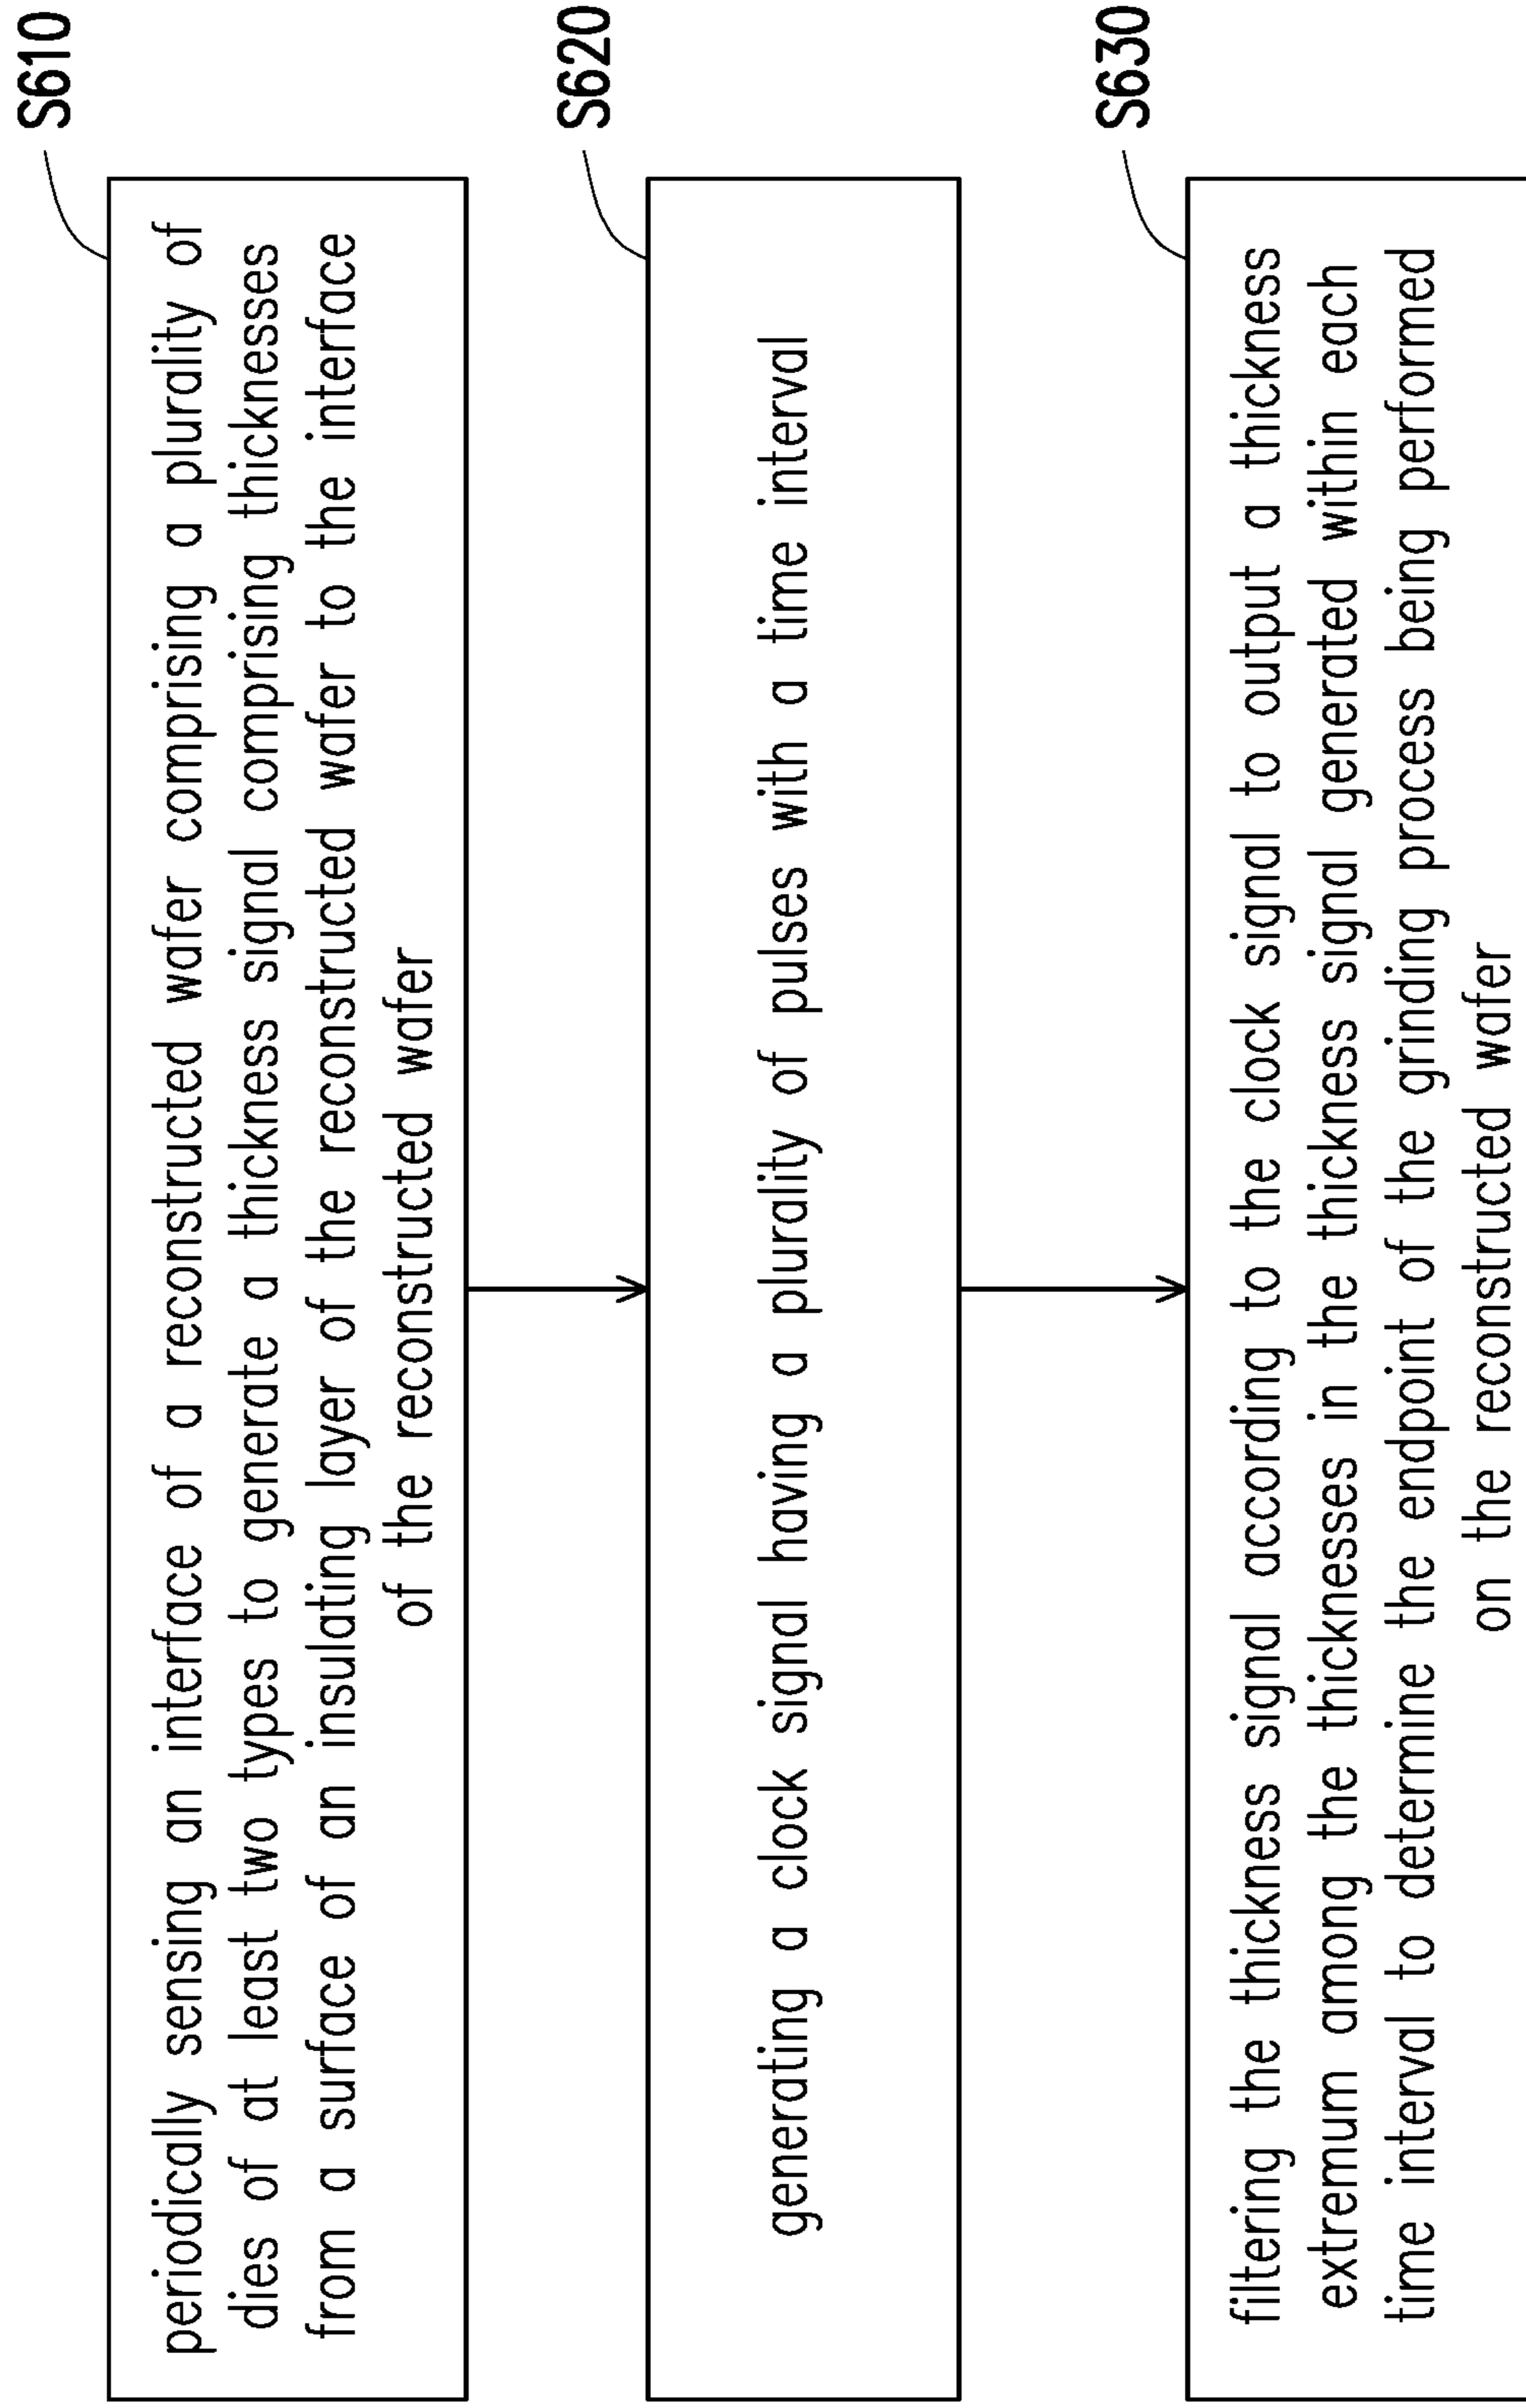 S610
periodically sensing an interface of a reconstructed wafer comprising a plurality of
dies of at least two types to generate a thickness signal comprising thicknesses
from a surface of an insulating layer of the reconstructed wafer to the interface
of the reconstructed wafer
S620
generating a clock signal having a plurality of pulses with a time interval
S630
filtering the thickness signal according to the clock signal to output a thickness
extremum among the thicknesses in the thickness signal generated within each
time interval to determine the endpoint of the grinding process being performed
on the reconstructed wafer